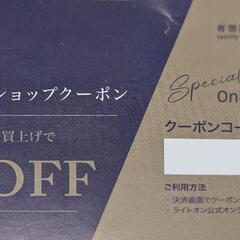 ショップクーポン
買上げで
OFF
有効
Validity
Special
On
クーポンコー
ご利用方法
・決済画面でクーポン
・ライトオン公式オン